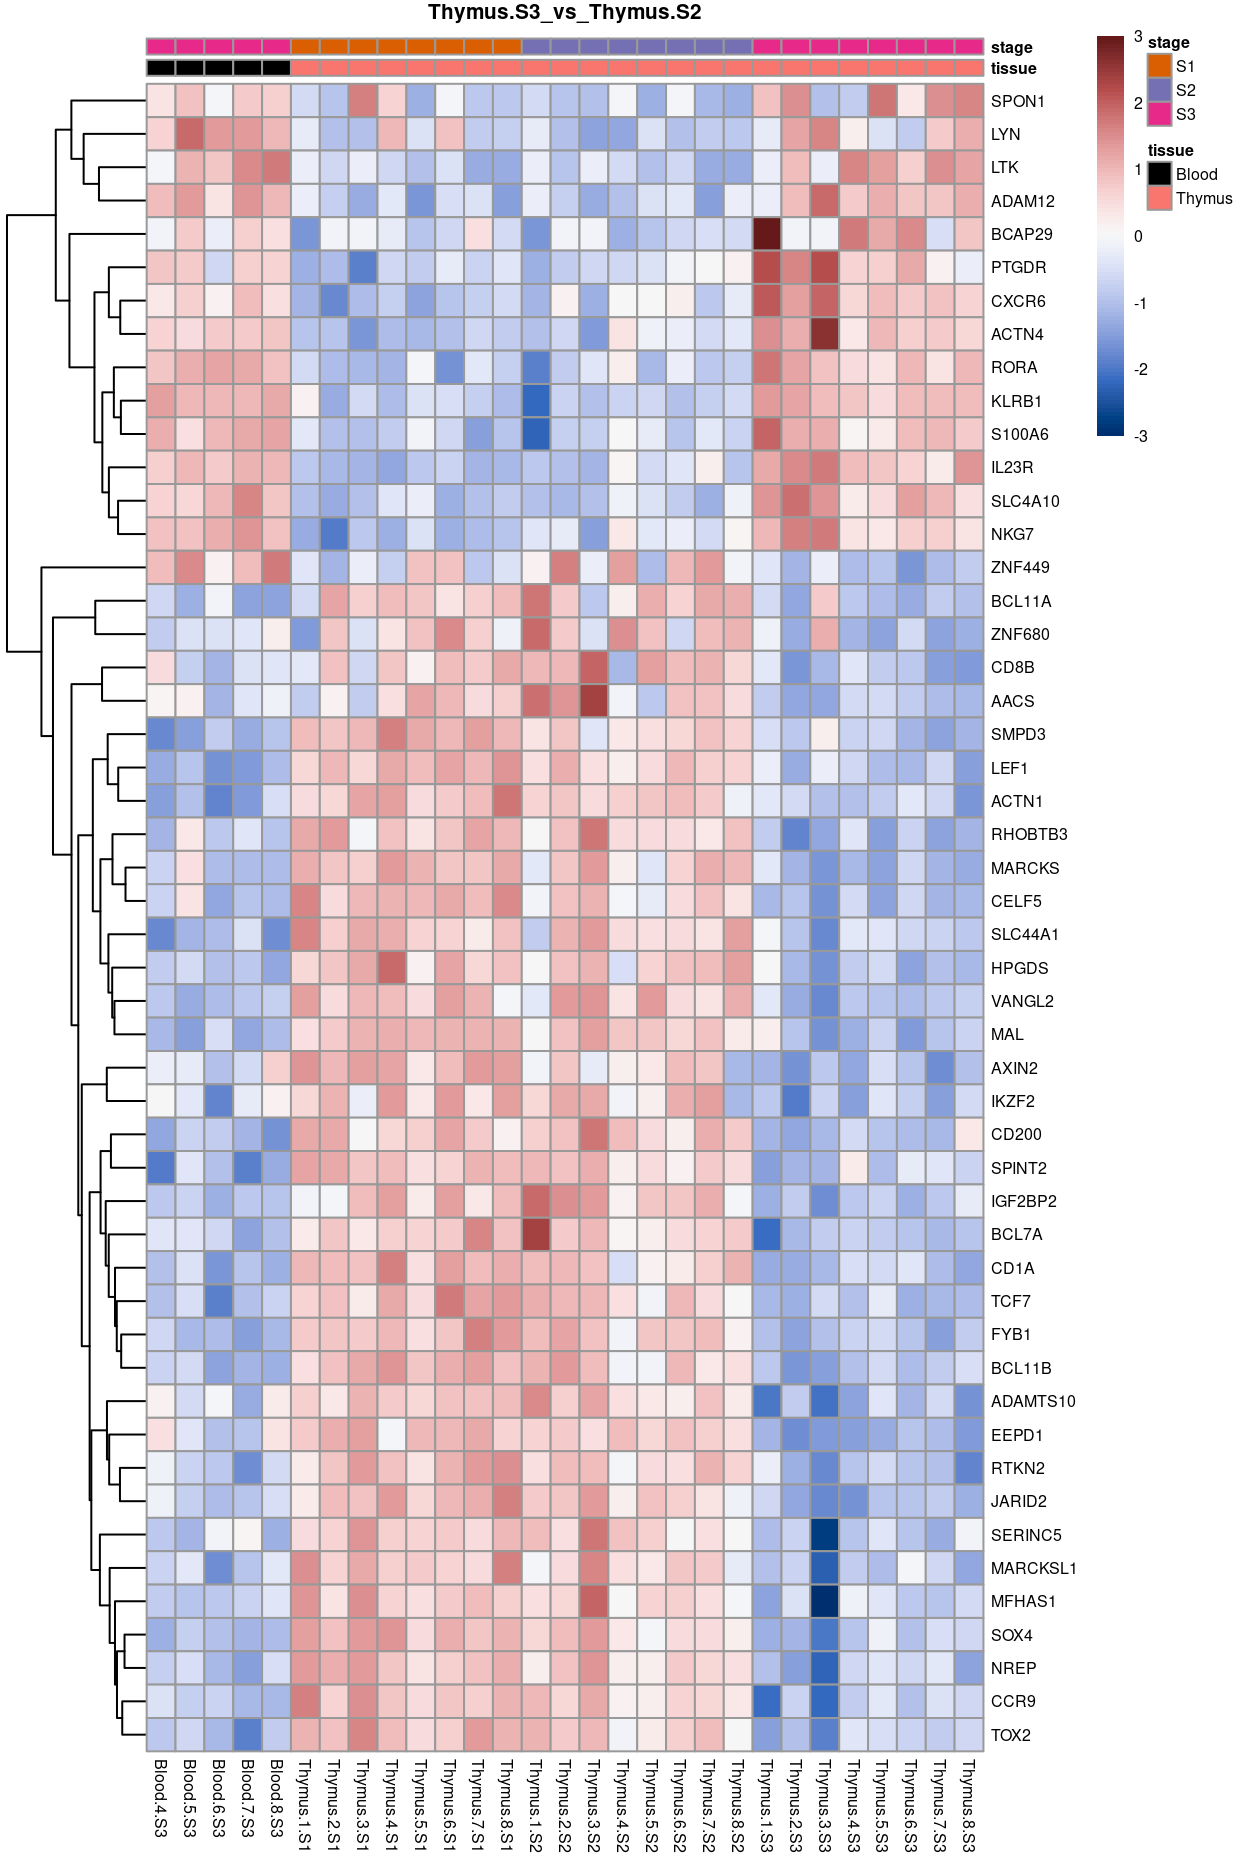 Thymus.S3_vs_Thymus.S2
stage
tissue
SPON1
LYN
LTK
ADAM12
BCAP29
PTGDR
CXCR6
ACTN4
RORA
KLRB1
S100A6
IL23R
SLC4A10
NKG7
ZNF449
BCL11A
ZNF680
CD8B
AACS
SMPD3
LEF1
ACTN1
RHOBTB3
MARCKS
CELF5
SLC44A1
HPGDS
VANGL2
MAL
AXIN2
IKZF2
CD200
SPINT2
IGF2BP2
BCL7A
CD1A
TCF7
FYB1
BCL11B
ADAMTS10
EEPD1
RTKN2
JARID2
SERINC5
MARCKSL1
MFHAS1
SOX4
NREP
CCR9
TOX2
Blood.4.S3
Blood.5.S3
Blood.6.S3
Blood.7.S3
Blood.8.S3
Thymus.1.S1
Thymus.2.S1
Thymus.3.S1
Thymus.4.S1
Thymus.5.S1
Thymus.6.S1
Thymus.7.S1
Thymus.8.S1
Thymus.1.S2
Thymus.2.S2
Thymus.3.S2
Thymus.4.S2
Thymus.5.S2
Thymus.6.S2
Thymus.7.S2
Thymus.8.S2
Thymus.1.S3
Thymus.2.S3
Thymus.3.S3
Thymus.4.S3
Thymus.5.S3
Thymus.6.S3
Thymus.7.S3
Thymus.8.S3
3
2
1
0
-1
-2
-3
stage
S1
S2
S3
tissue
Blood
Thymus